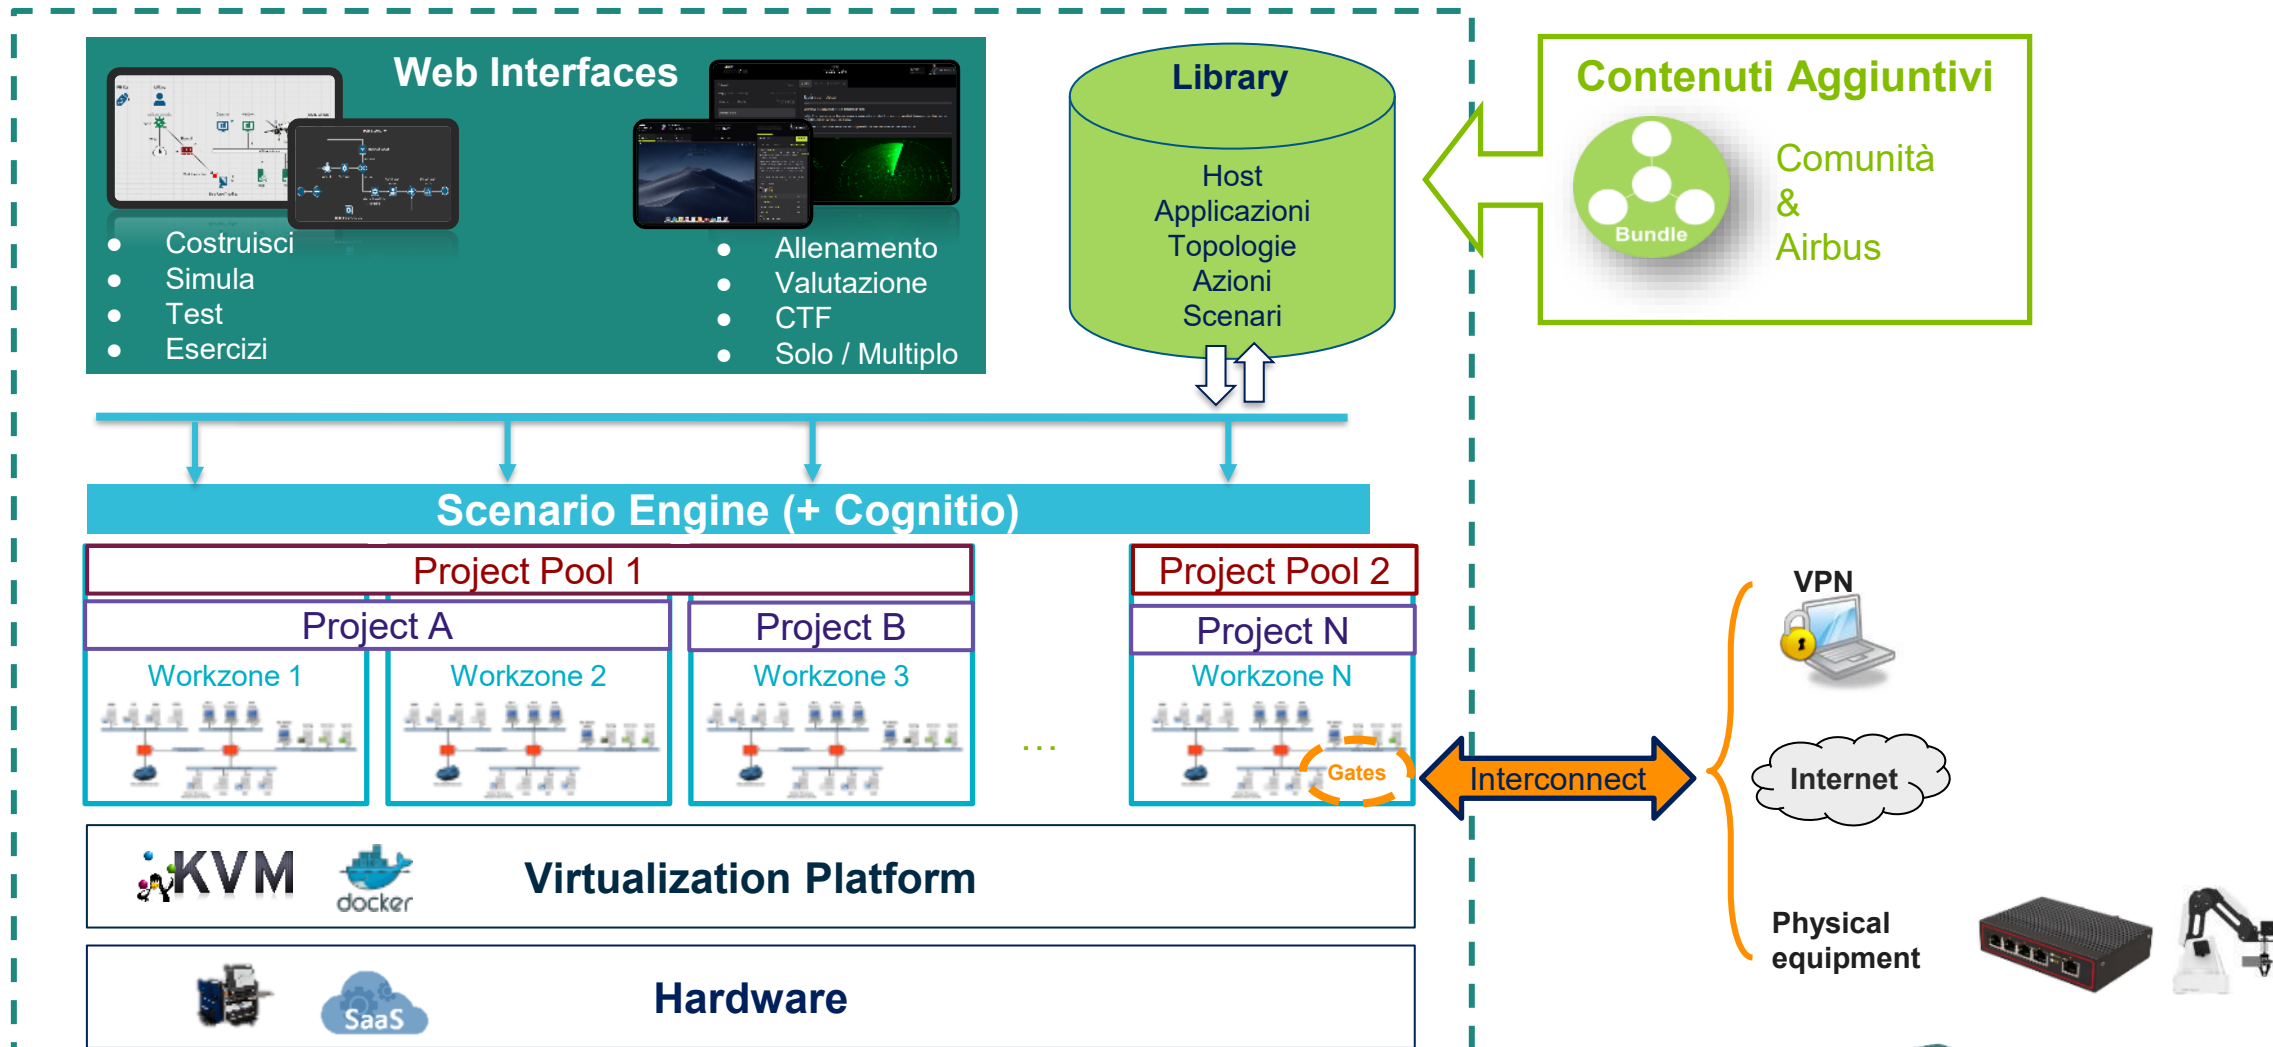 Web Interfaces
Costruisci
Simula
Test
Esercizi
Allenamento
Valutazione
CTF
Solo / Multiplo
Library
Host
Applicazioni
Topologie
Azioni
Scenari
Contenuti Aggiuntivi
Bundle
Comunità
&
Airbus
Scenario Engine (+ Cognitio)
Project Pool 1
Project Pool 2
Project A
Project B
Project N
Workzone 1
Workzone 2
Workzone 3
Workzone N
...
Gates
Interconnect
VPN
Internet
Physical
equipment
KVM
docker
Virtualization Platform
SaaS
Hardware